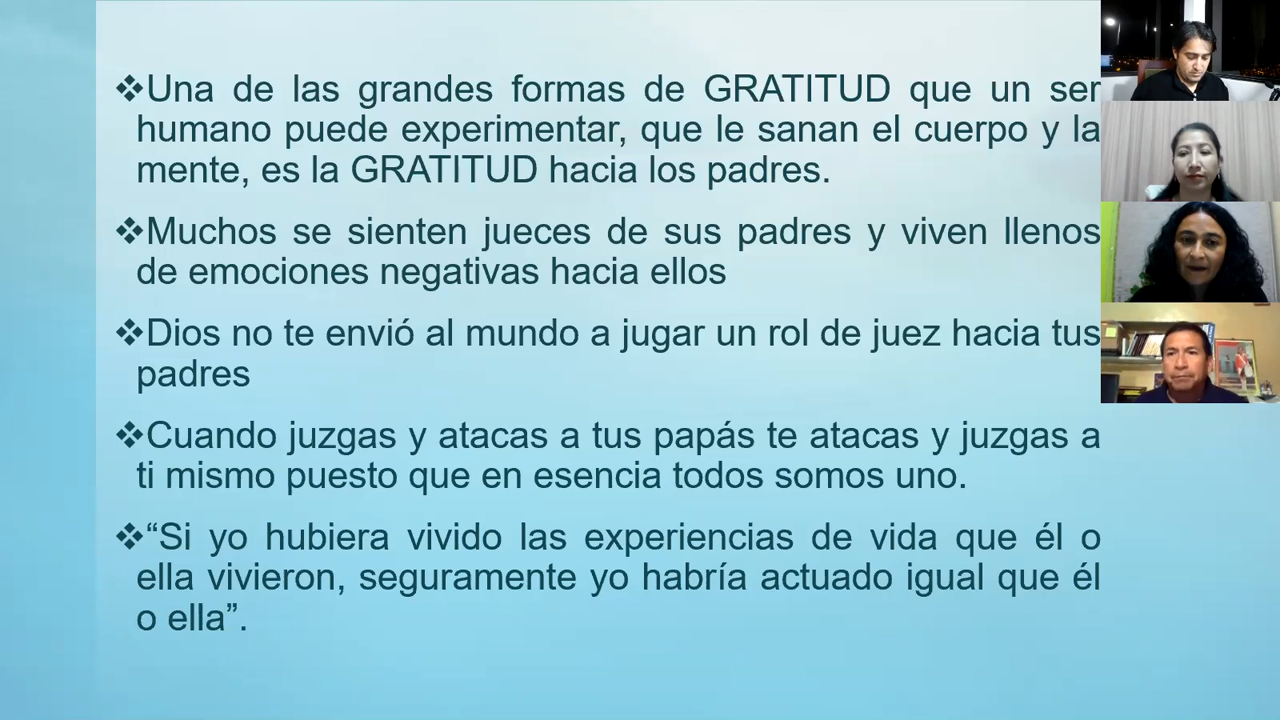 ❖Una de las grandes formas de GRATITUD que un ser
humano puede experimentar, que le sanan el cuerpo y la
mente, es la GRATITUD hacia los padres.
❖Muchos se sienten jueces de sus padres y viven llenos
de emociones negativas hacia ellos
❖Dios no te envió al mundo a jugar un rol de juez hacia tus
padres
❖Cuando juzgas y atacas a tus papás te atacas y juzgas a
ti mismo puesto que en esencia todos somos uno.
❖“Si yo hubiera vivido las experiencias de vida que él o
ella vivieron, seguramente yo habría actuado igual que él
o ella”.